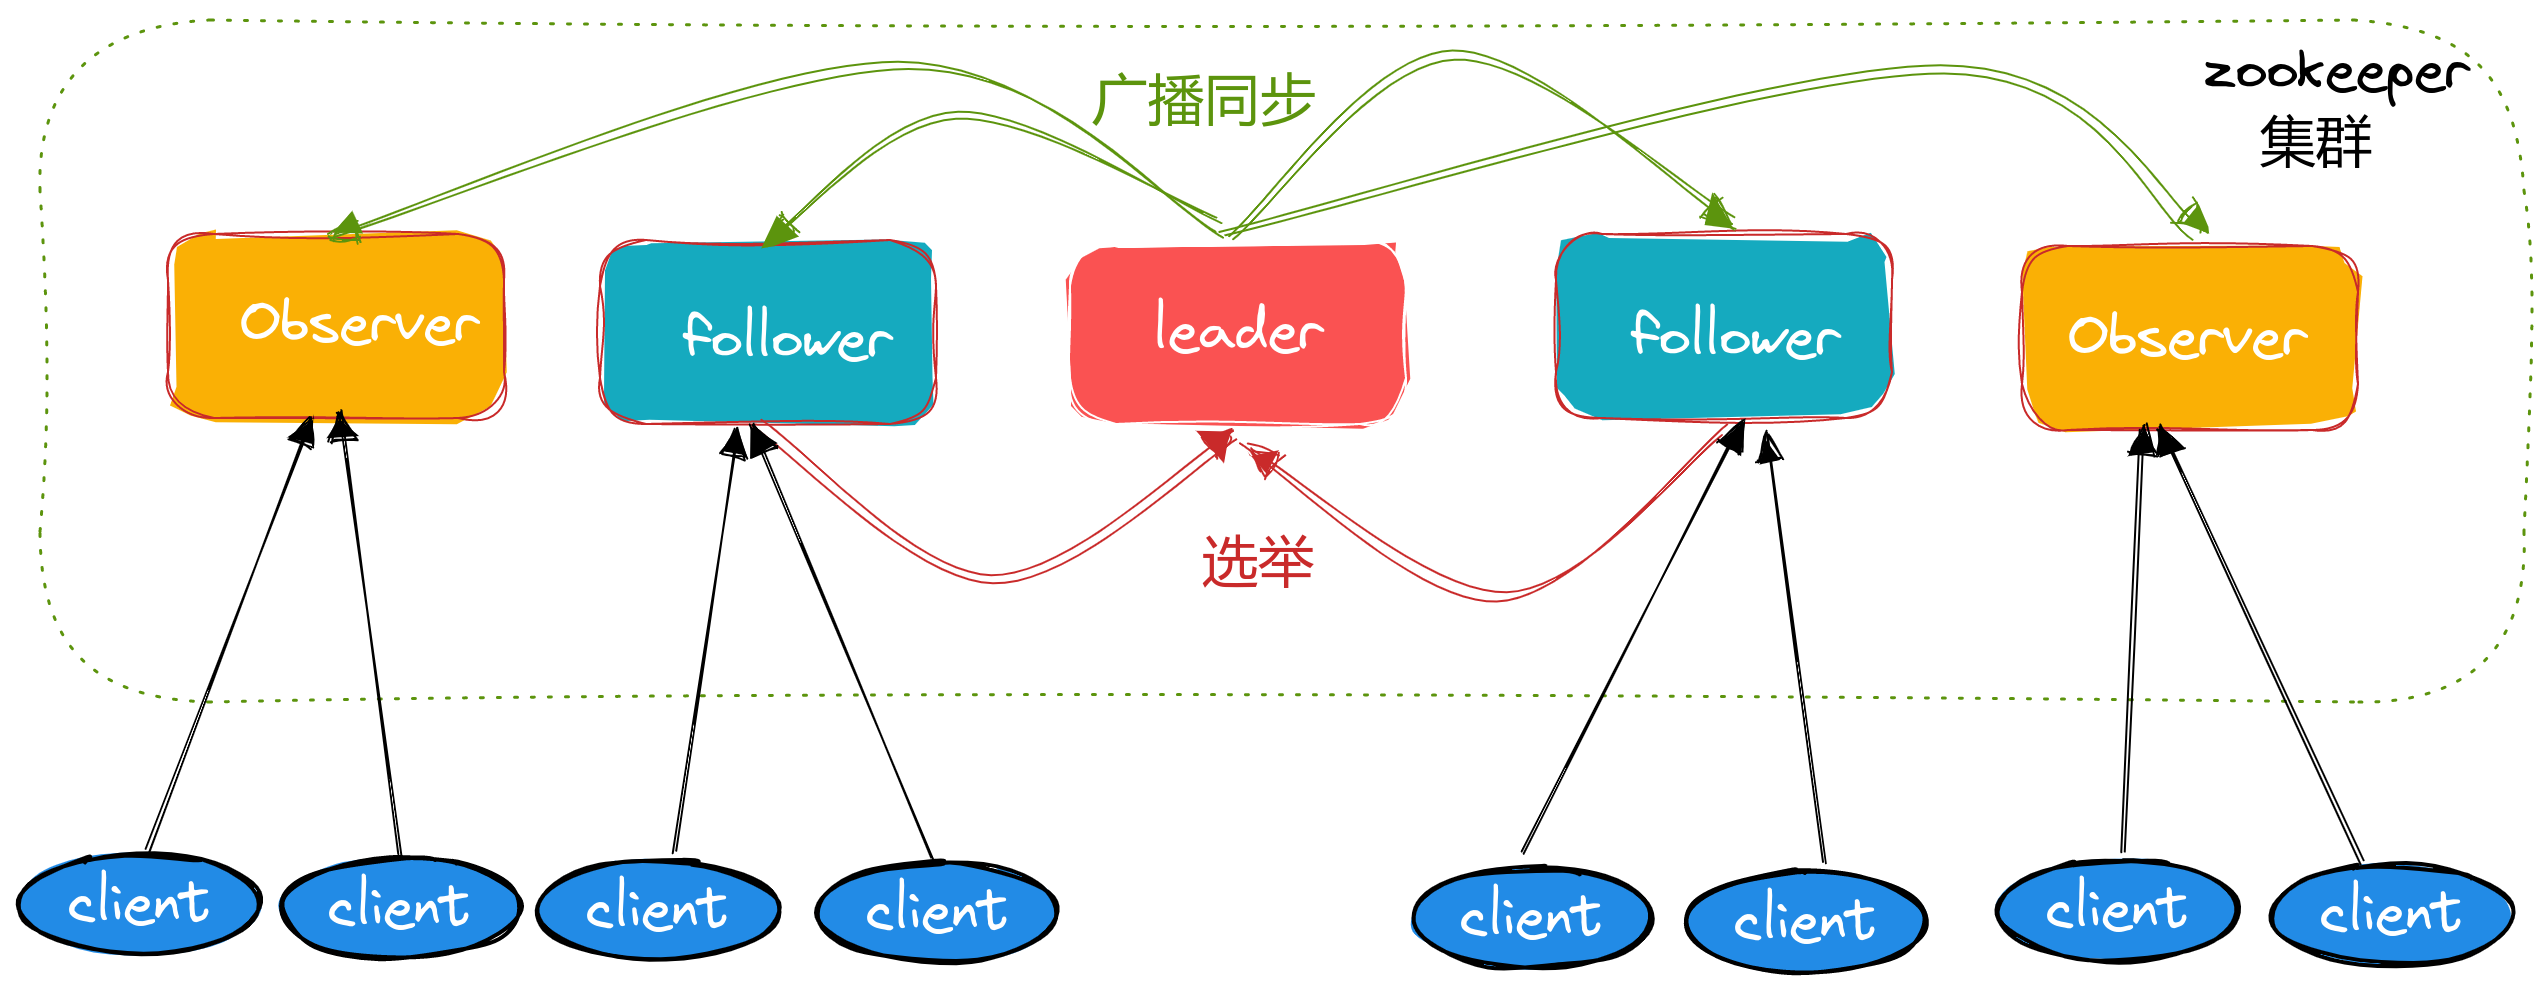 广播同步
zookeeper
集群
Observer
follower
leader
follower
Observer
选举
client
client
client
client
client
client
client
client